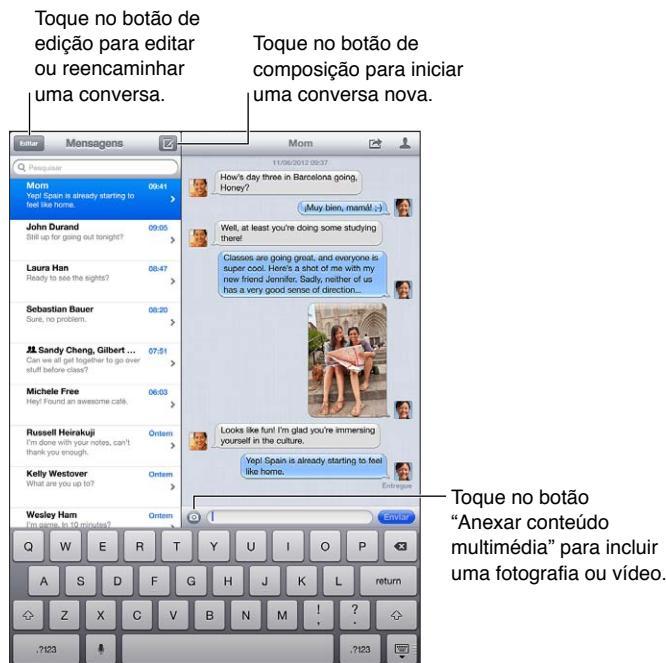 Toque no botão de
edição para editar
ou reencaminhar
uma conversa.
Toque no botão de
composição para iniciar
uma conversa nova.
Editar
Mensagens
Pesquisar
Mom 09:41
Yep! Spain is already starting to
feel like home.
John Durand 09:05
Still up for going out tonight?
Laura Han 08:47
Ready to see the sights?
Sebastian Bauer 08:20
Sure, no problem.
Sandy Cheng, Gilbert ... 07:51
Can we all get together to go over
stuff before class?
Michele Free 06:03
Hey! Found an awesome café.
Russell Heirakuji Ontem
I'm done with your notes, can't
thank you enough.
Kelly Westover Ontem
What are you up to?
Wesley Ham Ontem
I'm game. In 10 minutes?
Mom
11/06/2012 09:37
How's day three in Barcelona going,
Honey?
¡Muy bien, mamá! ;-)
Well, at least you're doing some studying
there!
Classes are going great, and everyone is
super cool. Here's a shot of me with my
new friend Jennifer. Sadly, neither of us
has a very good sense of direction...
Looks like fun! I'm glad you're immersing
yourself in the culture.
Yep! Spain is already starting to feel
like home.
Entregue
Enviar
Toque no botão
“Anexar conteúdo
multimédia” para incluir
uma fotografia ou vídeo.
Q W E R T Y U I O P
A S D F G H J K L return
Z X C V B N M ! , ? .
.?123 .?123